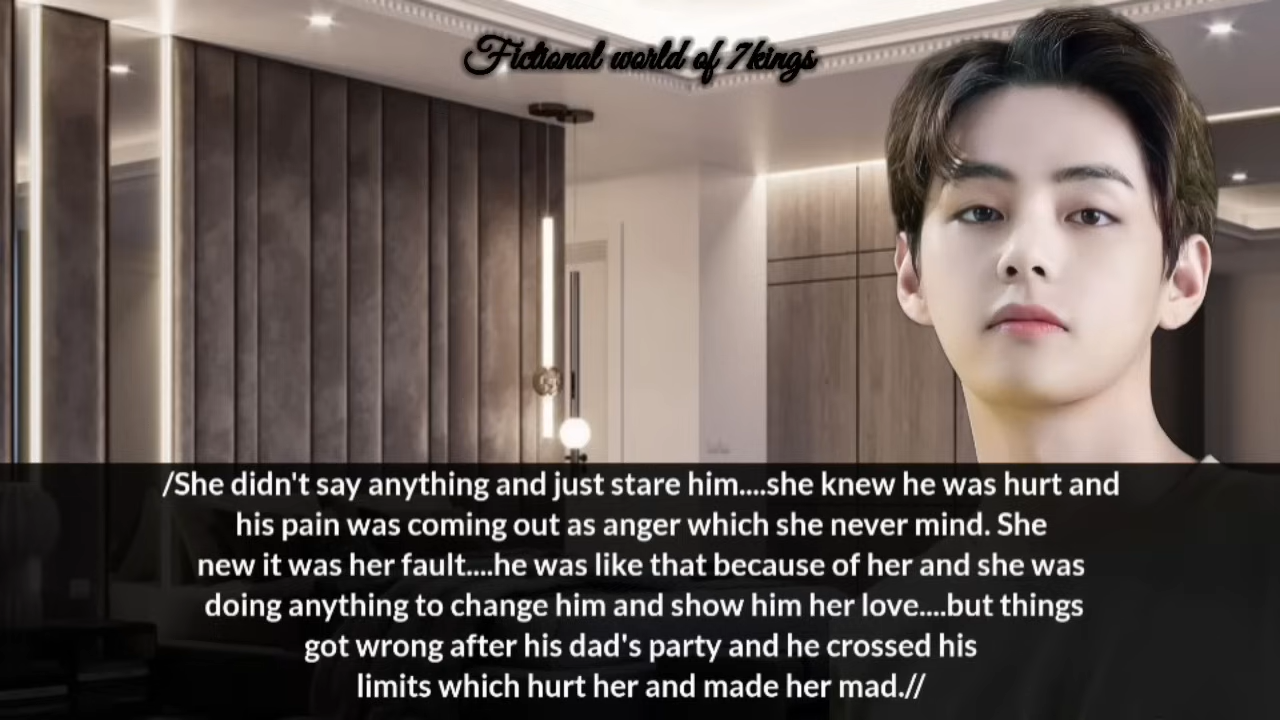 Fictional world of 7kings
/She didn't say anything and just stare him....she knew he was hurt and
his pain was coming out as anger which she never mind. She
new it was her fault....he was like that because of her and she was
doing anything to change him and show him her love....but things
got wrong after his dad's party and he crossed his
limits which hurt her and made her mad.//